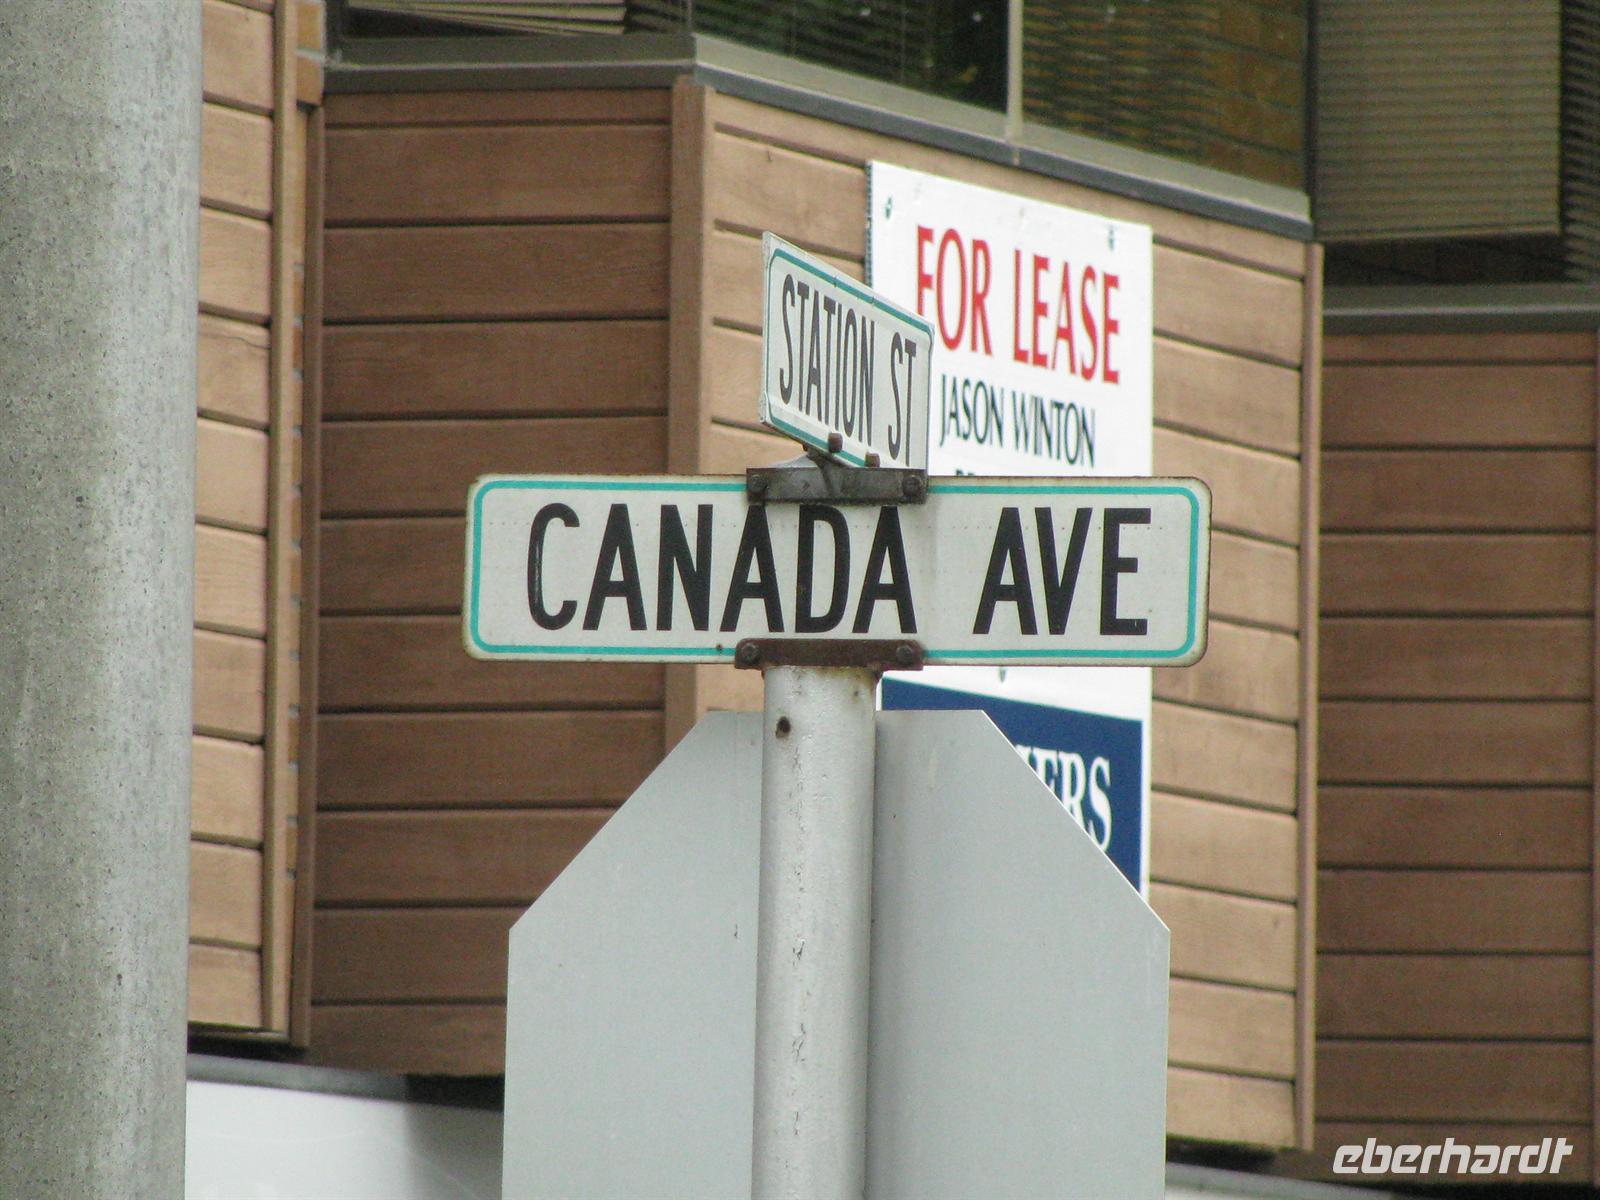 FOR LEASE
JASON WINTON
STATION ST
CANADA AVE
eberhardt